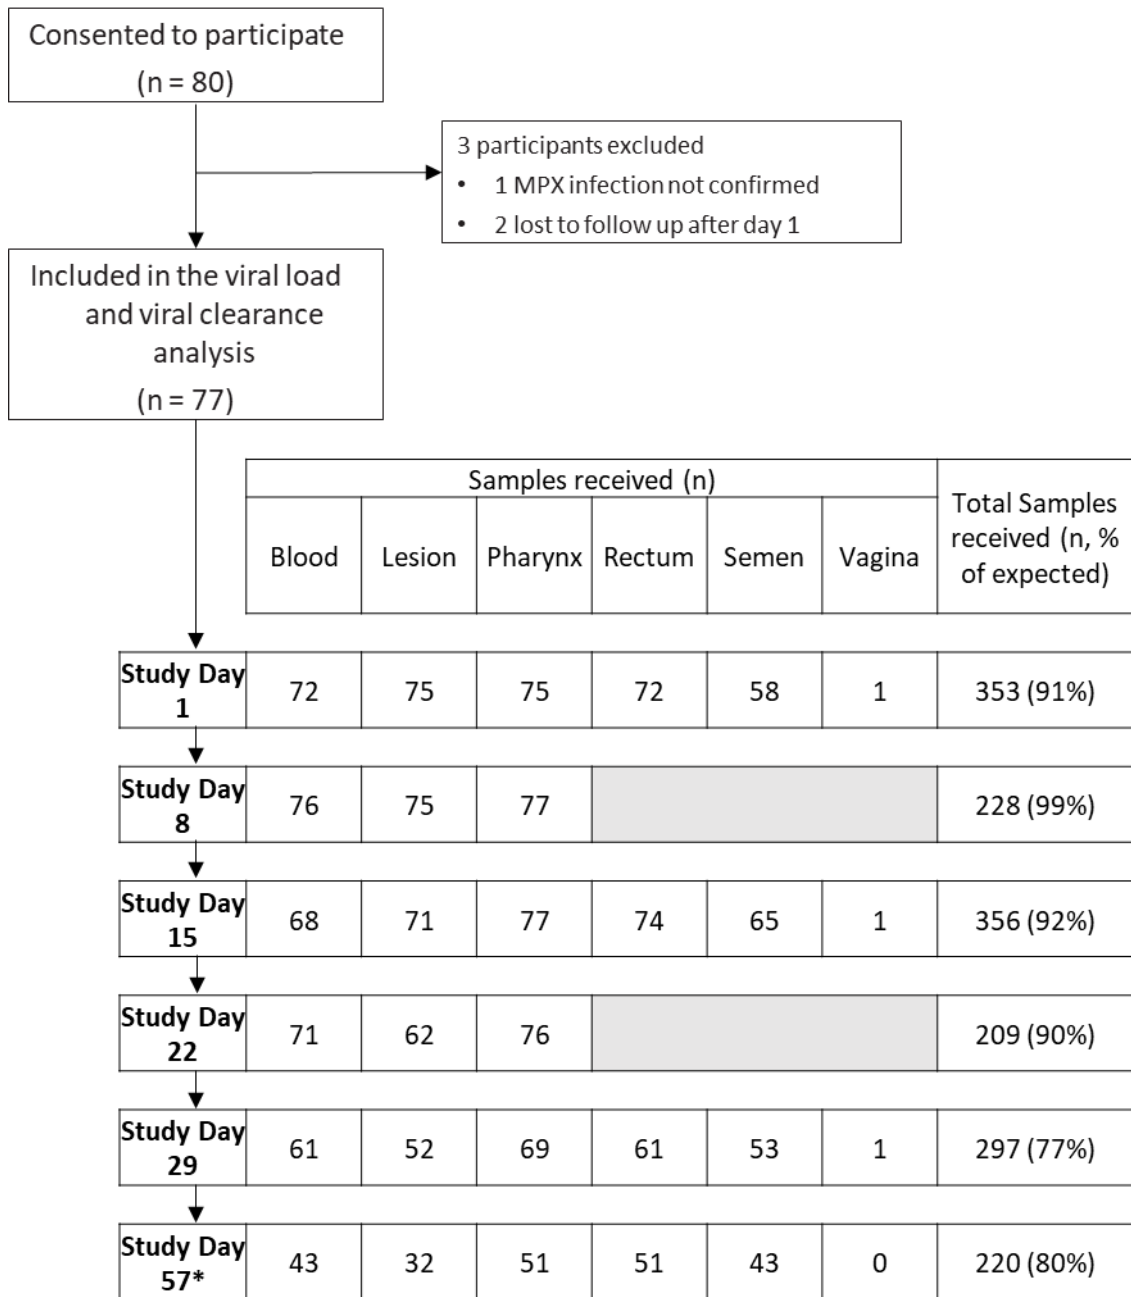 Consented to participate
(n = 80)
3 participants excluded
• 1 MPX infection not confirmed
• 2 lost to follow up after day 1
Included in the viral load
and viral clearance
analysis
(n = 77)
Samples received (n)
Total Samples
received (n, %
of expected)
Blood Lesion Pharynx Rectum Semen Vagina
Study Day
1
72 75 75 72 58 1 353 (91%)
Study Day
8
76 75 77 228 (99%)
Study Day
15
68 71 77 74 65 1 356 (92%)
Study Day
22
71 62 76 209 (90%)
Study Day
29
61 52 69 61 53 1 297 (77%)
Study Day
57*
43 32 51 51 43 0 220 (80%)